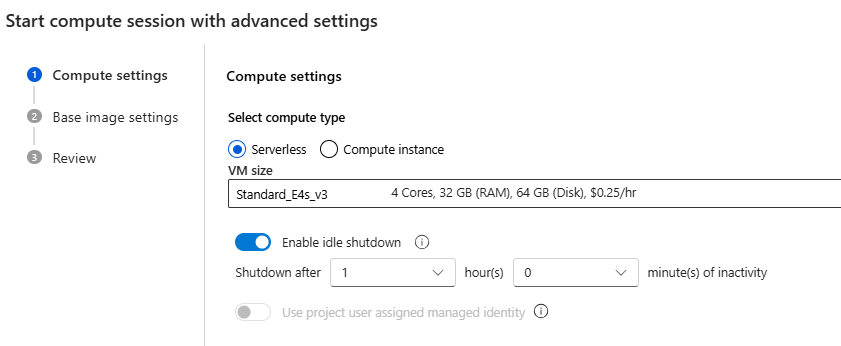 Start compute session with advanced settings
1 Compute settings
2 Base image settings
3 Review
Compute settings
Select compute type
Serverless Compute instance
VM size
Standard_E4s_v3 4 Cores, 32 GB (RAM), 64 GB (Disk), $0.25/hr
Enable idle shutdown
Shutdown after 1 hour(s) 0 minute(s) of inactivity
Use project user assigned managed identity